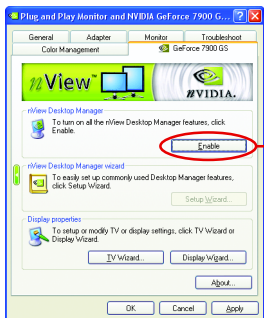 Plug and Play Monitor and NVIDIA GeForce 7900 G...
General Adapter Monitor Troubleshoot
Color Management GeForce 7900 GS
nView
NVIDIA.
nView Desktop Manager
To turn on all the nView Desktop Manager features, click
Enable.
Enable
nView Desktop Manager wizard
To easily set up commonly used Desktop Manager features,
click Setup Wizard.
Setup Wizard...
Display properties
To setup or modify TV or display settings, click TV Wizard or
Display Wizard.
TV Wizard... Display Wizard...
About...
OK Cancel Apply